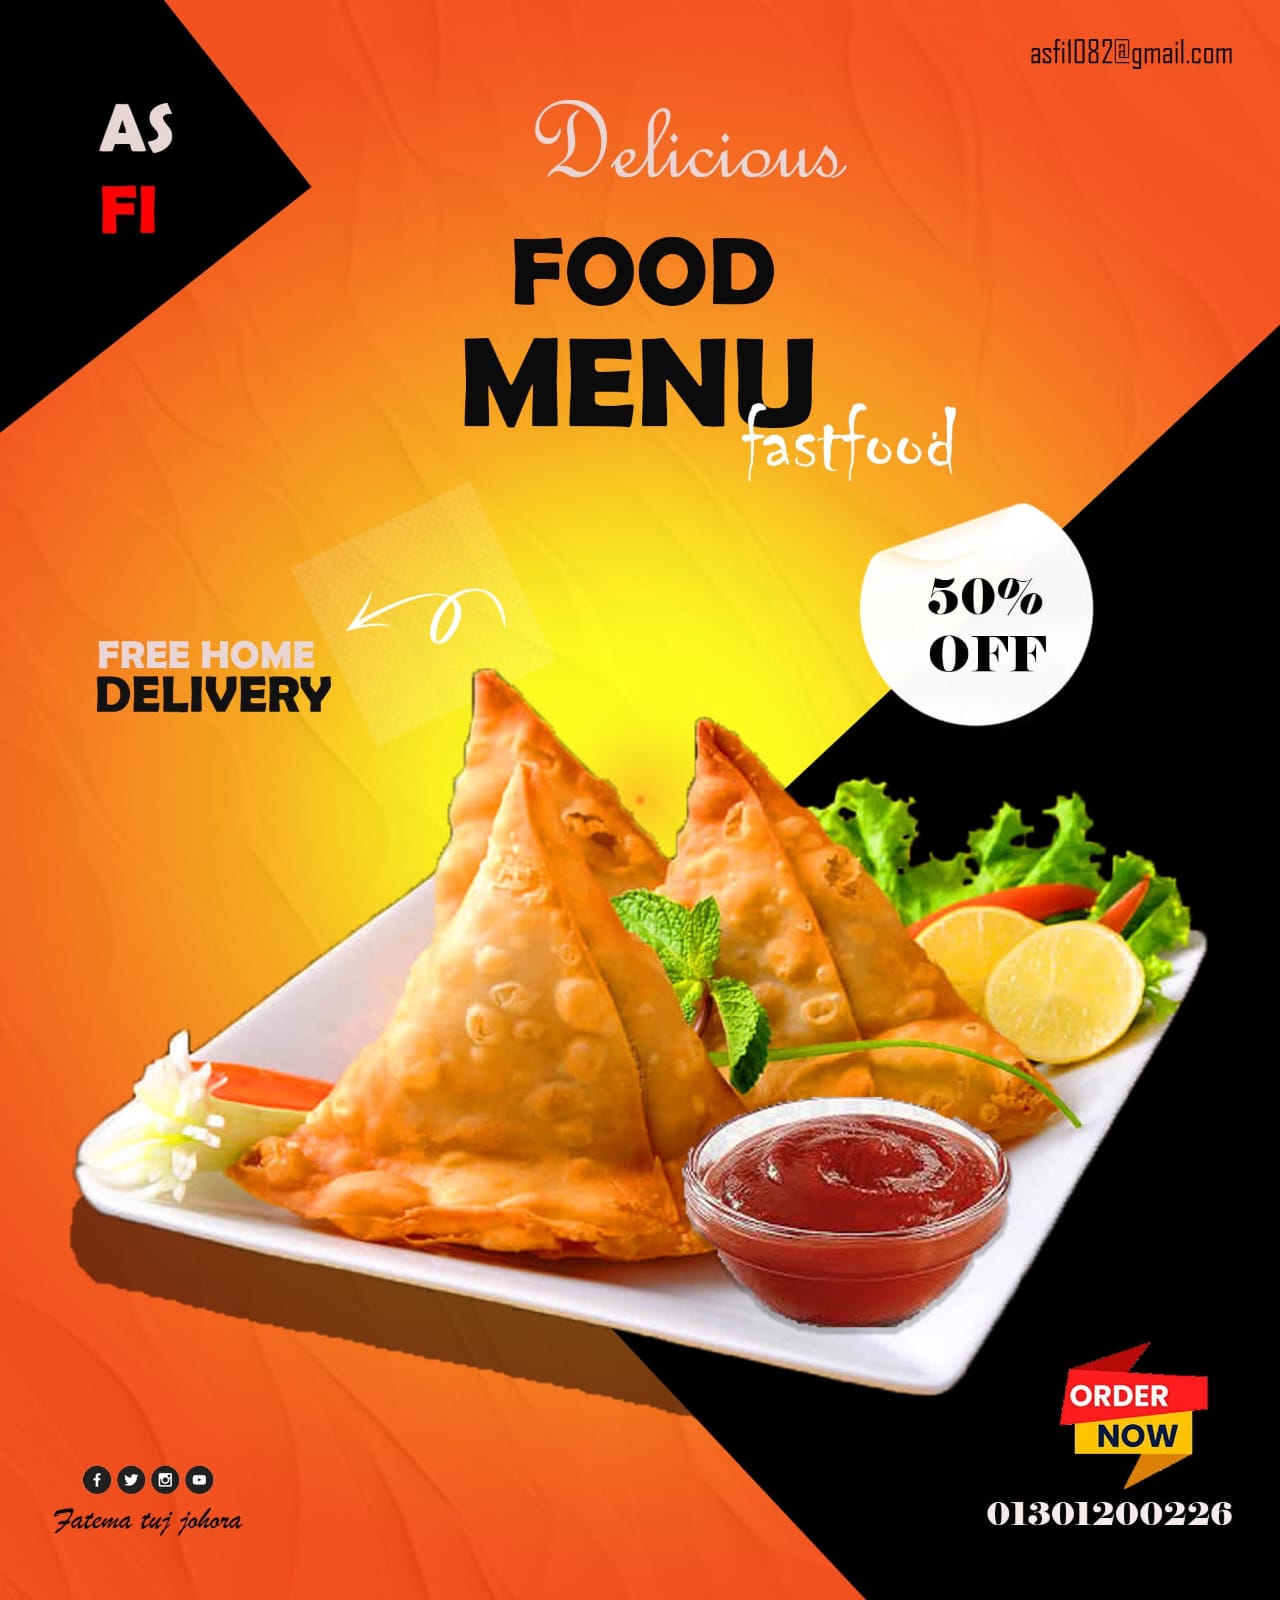 asfi1082@gmail.com
AS
FI
Delicious
FOOD
MENU
fastfood
50%
OFF
FREE HOME
DELIVERY
ORDER
NOW
01301200226
Fatema tuj johora